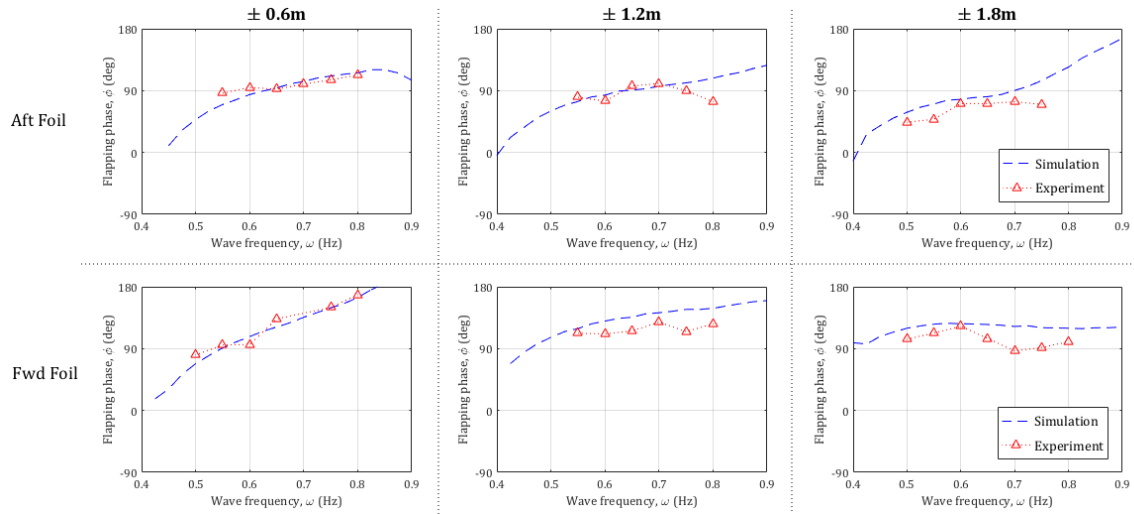 ± 0.6m
± 1.2m
± 1.8m
Aft Foil
Flapping phase, ϕ (deg)
180
90
0
-90
0.4 0.5 0.6 0.7 0.8 0.9
Wave frequency, ω (Hz)
Flapping phase, ϕ (deg)
180
90
0
-90
0.4 0.5 0.6 0.7 0.8 0.9
Wave frequency, ω (Hz)
Flapping phase, ϕ (deg)
180
90
0
-90
0.4 0.5 0.6 0.7 0.8 0.9
Wave frequency, ω (Hz)
Simulation
Experiment
Fwd Foil
Flapping phase, ϕ (deg)
180
90
0
-90
0.4 0.5 0.6 0.7 0.8 0.9
Wave frequency, ω (Hz)
Flapping phase, ϕ (deg)
180
90
0
-90
0.4 0.5 0.6 0.7 0.8 0.9
Wave frequency, ω (Hz)
Flapping phase, ϕ (deg)
180
90
0
-90
0.4 0.5 0.6 0.7 0.8 0.9
Wave frequency, ω (Hz)
Simulation
Experiment